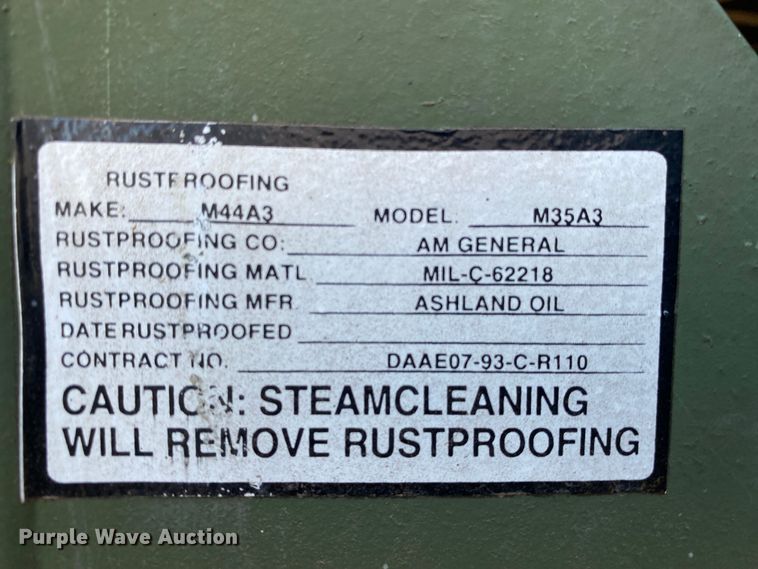 RUSTPROOFING
MAKE: M44A3 MODEL: M35A3
RUSTPROOFING CO: AM GENERAL
RUSTPROOFING MATL MIL-C-62218
RUSTPROOFING MFR. ASHLAND OIL
DATE RUSTPROOFED
CONTRACT NO. DAAE07-93-C-R110
CAUTION: STEAMCLEANING
WILL REMOVE RUSTPROOFING
Purple Wave Auction